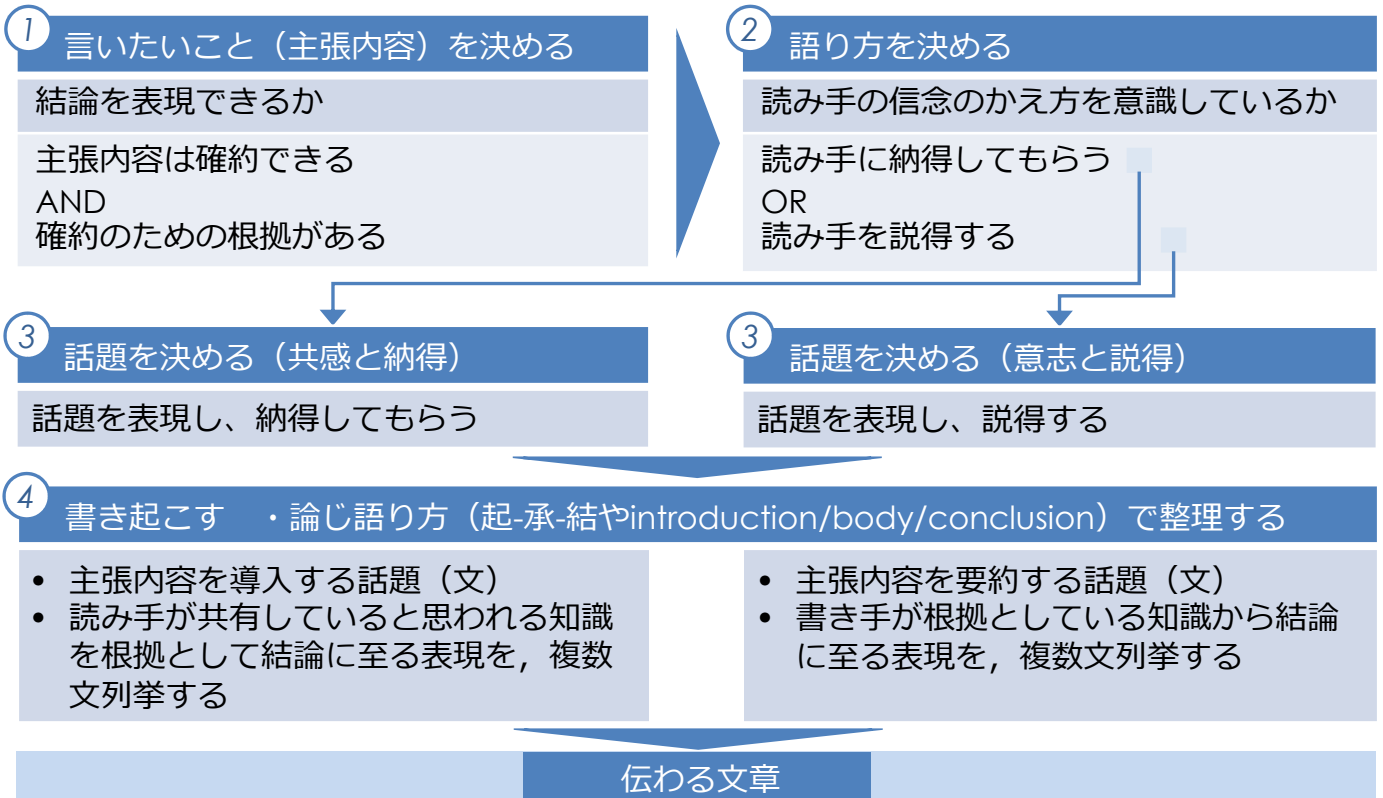 1
言いたいこと（主張内容）を決める
結論を表現できるか
主張内容は確約できる
AND
確約のための根拠がある
2
語り方を決める
読み手の信念のかえ方を意識しているか
読み手に納得してもらう
OR
読み手を説得する
3
話題を決める（共感と納得）
話題を表現し、納得してもらう
3
話題を決める（意志と説得）
話題を表現し、説得する
4
書き起こす　・論じ語り方（起-承-結やintroduction/body/conclusion）で整理する
• 主張内容を導入する話題（文）
• 読み手が共有していると思われる知識
を根拠として結論に至る表現を，複数
文列挙する
• 主張内容を要約する話題（文）
• 書き手が根拠としている知識から結論
に至る表現を，複数文列挙する
伝わる文章